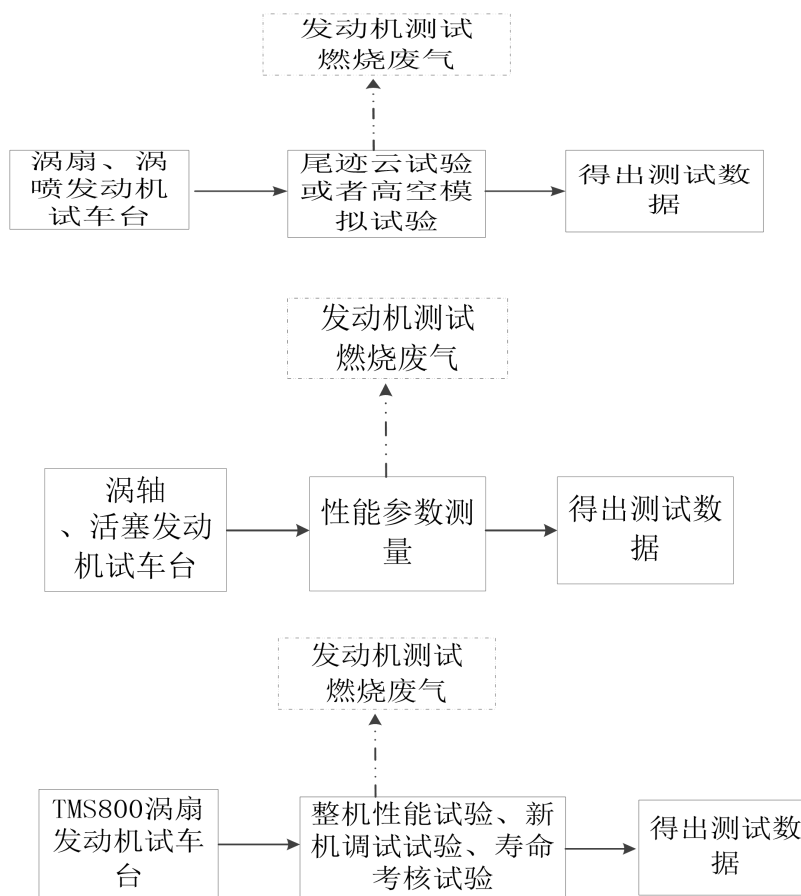 发动机测试
燃烧废气
涡扇、涡
喷发动机
试车台
尾迹云试验
或者高空模
拟试验
得出测试数
据
发动机测试
燃烧废气
涡轴
、活塞发动
机试车台
性能参数测
量
得出测试数
据
发动机测试
燃烧废气
TMS800涡扇
发动机试车
台
整机性能试验、新
机调试试验、寿命
考核试验
得出测试数
据